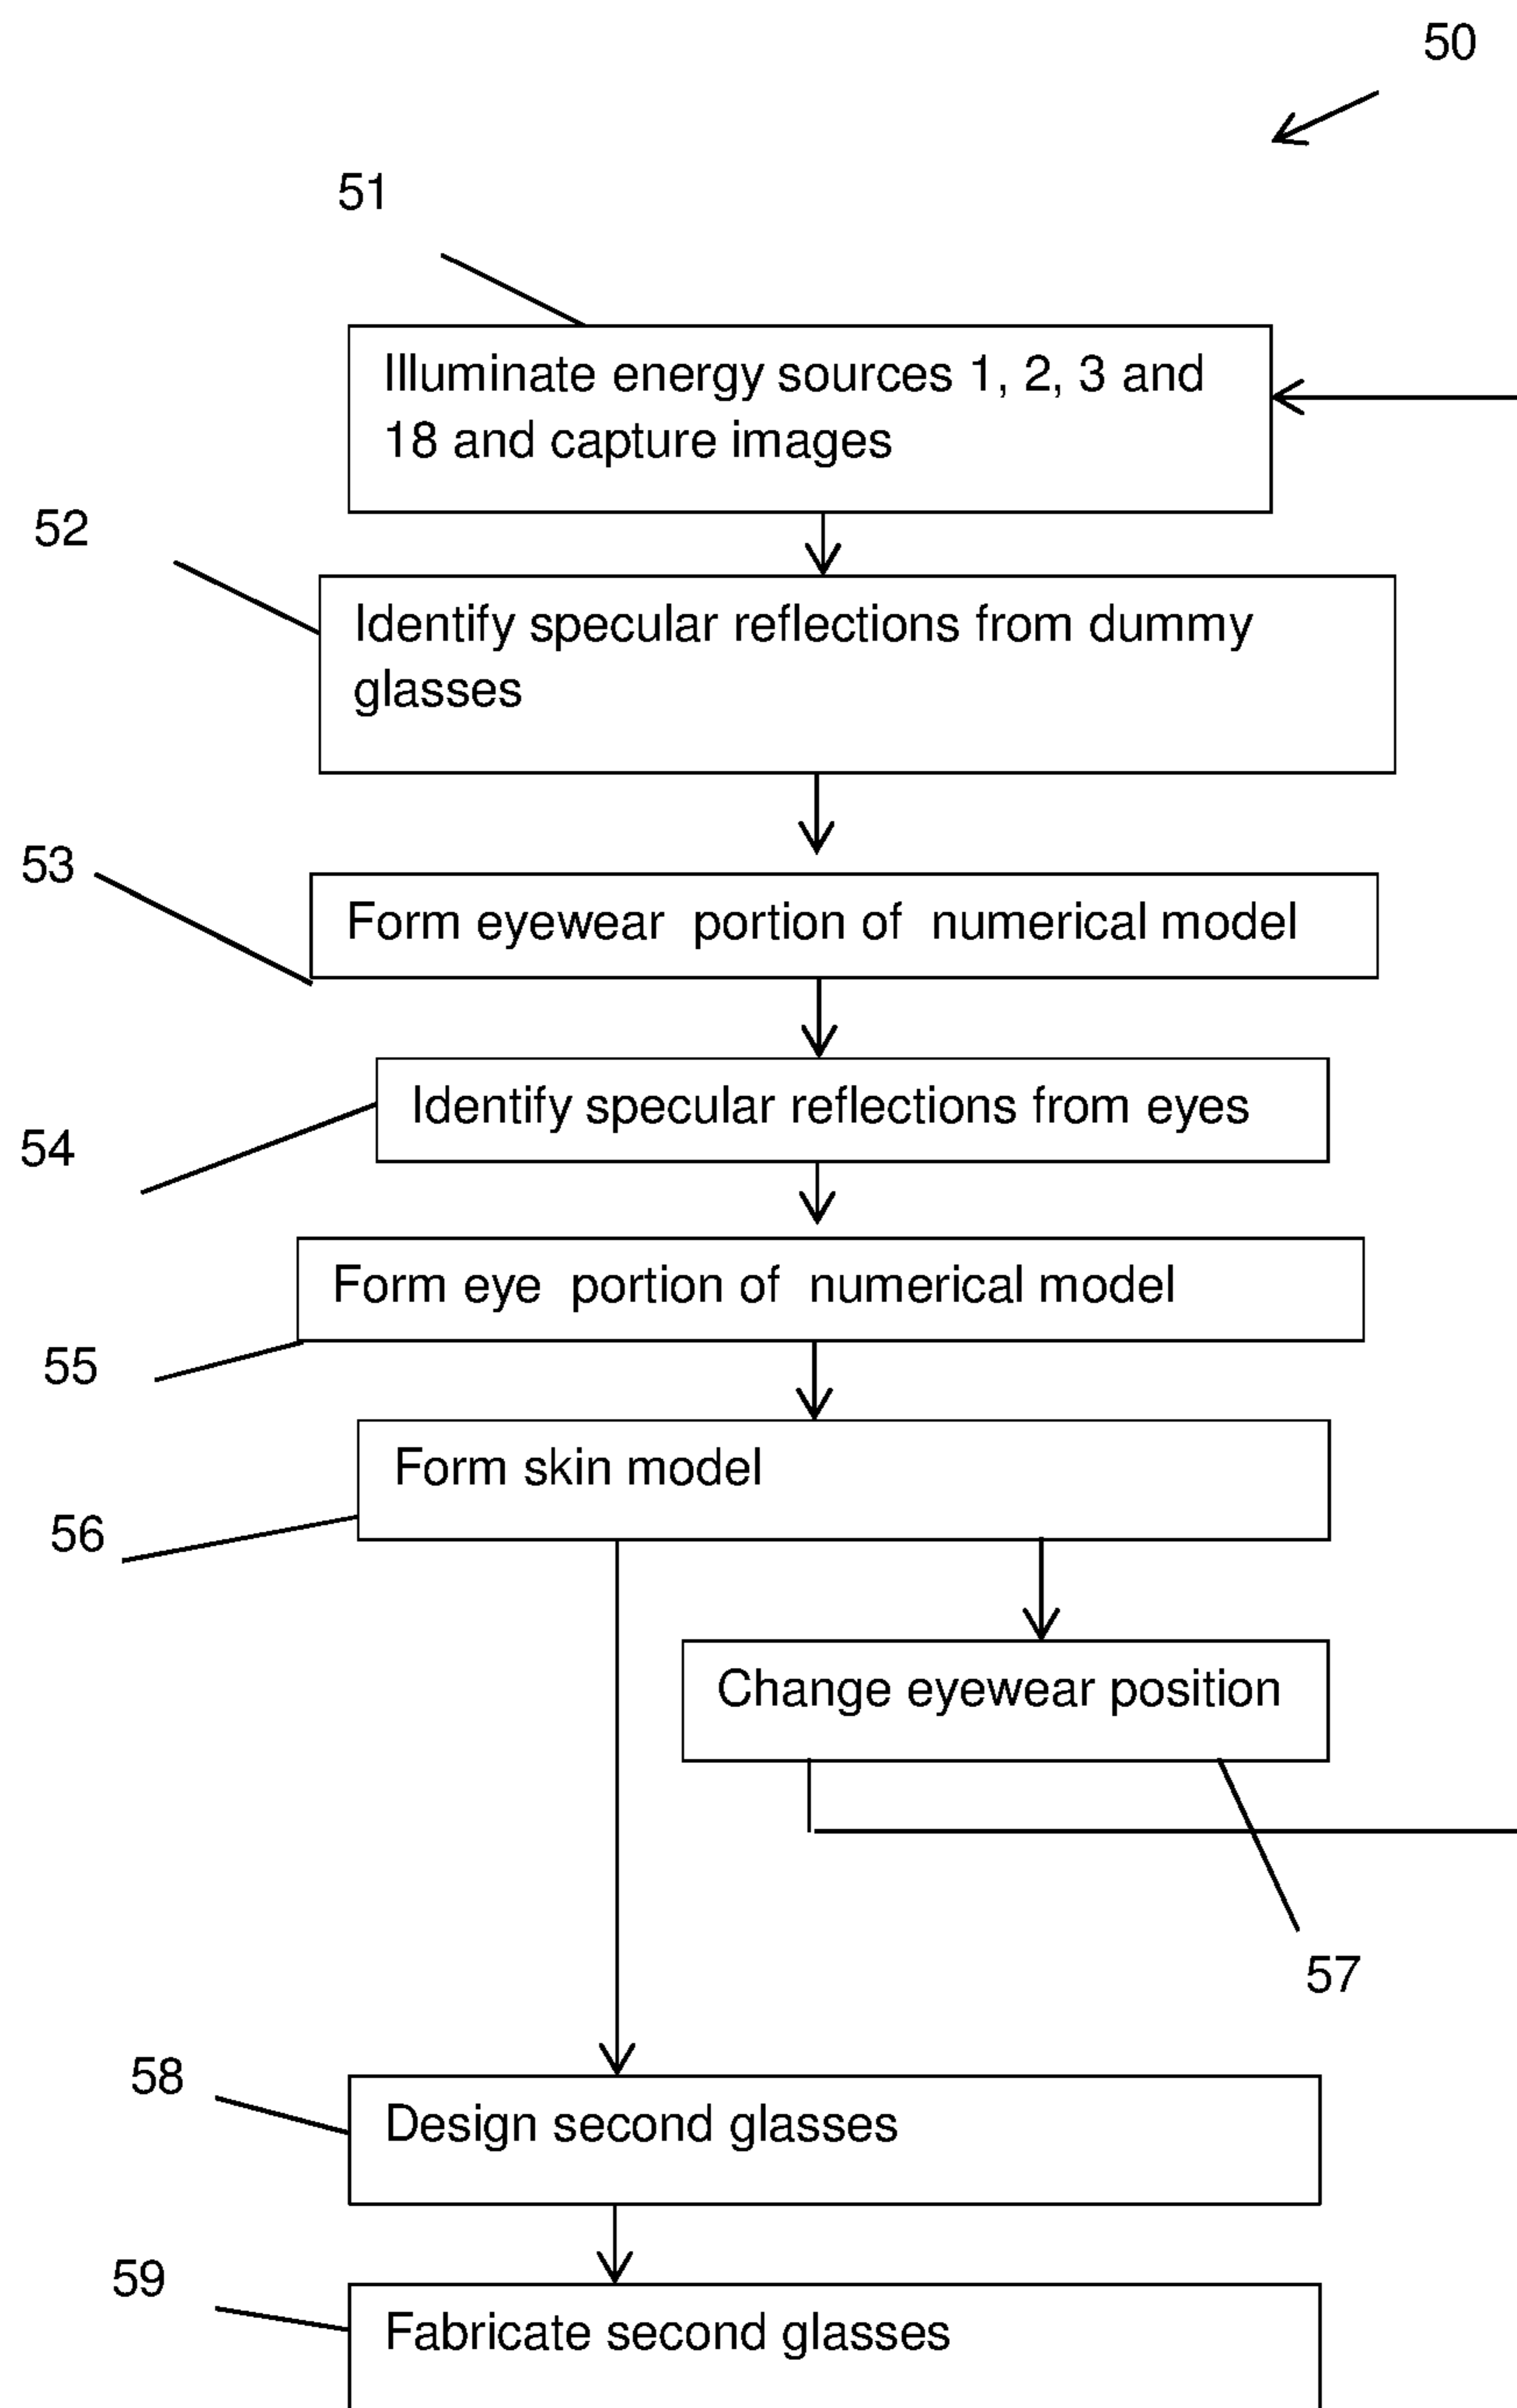 50
51
Illuminate energy sources 1, 2, 3 and
18 and capture images
52
Identify specular reflections from dummy
glasses
53
Form eyewear portion of numerical model
54
Identify specular reflections from eyes
55
Form eye portion of numerical model
56
Form skin model
Change eyewear position
57
58
Design second glasses
59
Fabricate second glasses